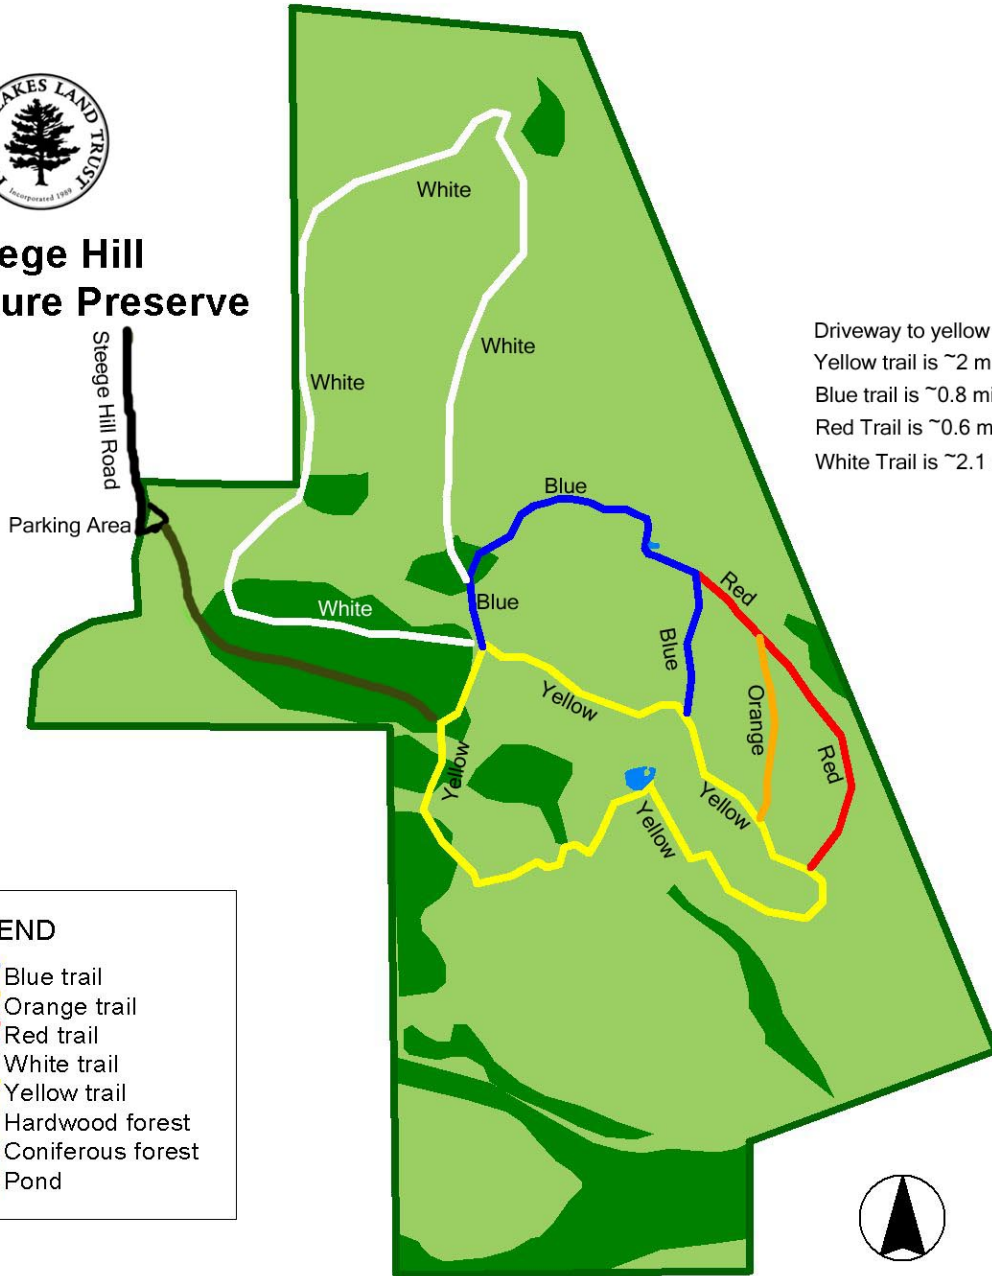 AKES LAND TRUST
Incorporated 1989
ege Hill
ure Preserve
Steege Hill Road
Parking Area
White
White
White
White
Blue
Blue
Blue
Red
Red
Orange
Yellow
Yellow
Yellow
Yellow
Driveway to yellow
Yellow trail is ~2 m
Blue trail is ~0.8 mi
Red Trail is ~0.6 m
White Trail is ~2.1
END
Blue trail
Orange trail
Red trail
White trail
Yellow trail
Hardwood forest
Coniferous forest
Pond